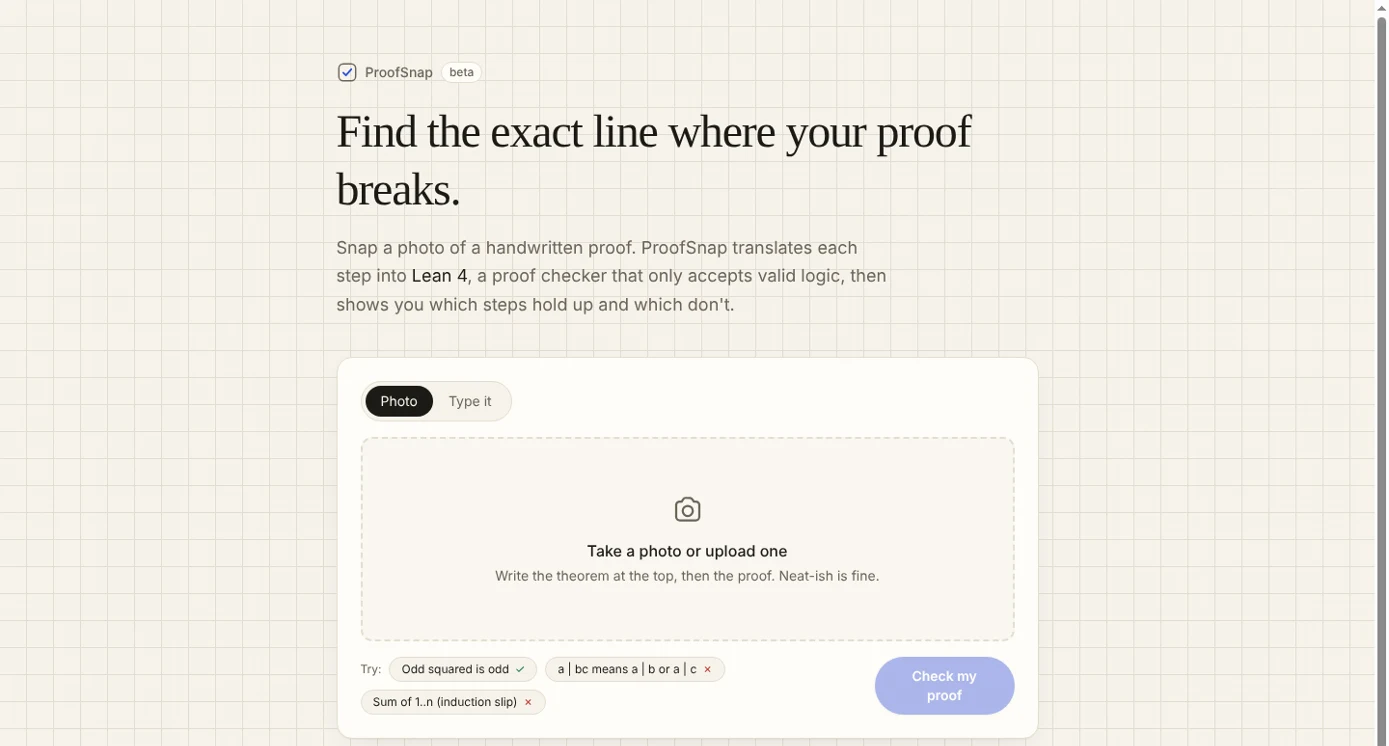 ProofSnap beta
Find the exact line where your proof
breaks.
Snap a photo of a handwritten proof. ProofSnap translates each
step into Lean 4, a proof checker that only accepts valid logic, then
shows you which steps hold up and which don't.
Photo Type it
Take a photo or upload one
Write the theorem at the top, then the proof. Neat-ish is fine.
Try: Odd squared is odd ✓ a | bc means a | b or a | c ×
Sum of 1..n (induction slip) ×
Check my
proof